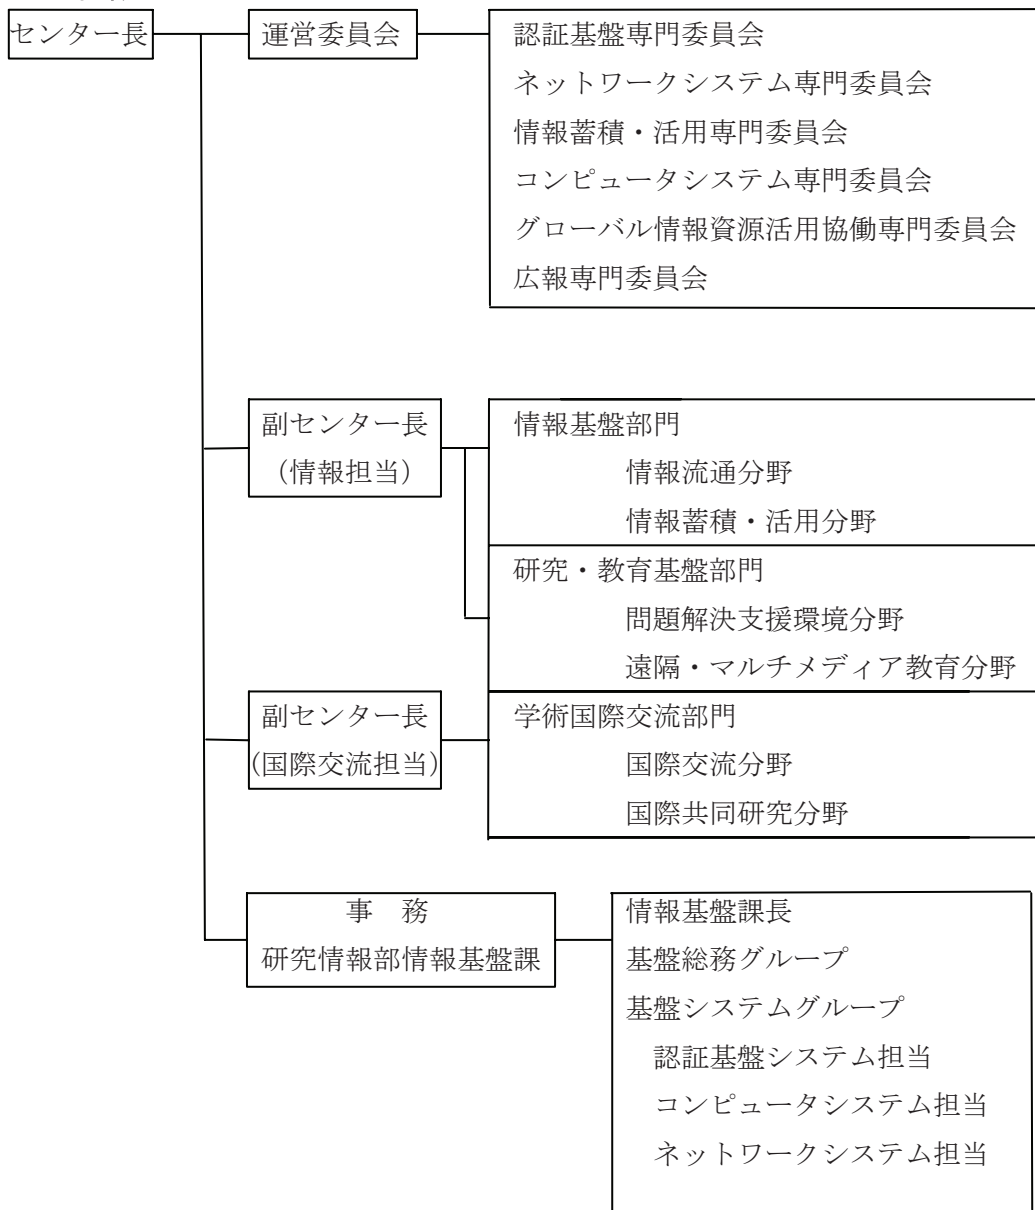 センター長
運営委員会
認証基盤専門委員会
ネットワークシステム専門委員会
情報蓄積・活用専門委員会
コンピュータシステム専門委員会
グローバル情報資源活用協働専門委員会
広報専門委員会
副センター長
(情報担当)
情報基盤部門
情報流通分野
情報蓄積・活用分野
研究・教育基盤部門
問題解決支援環境分野
遠隔・マルチメディア教育分野
副センター長
(国際交流担当)
学術国際交流部門
国際交流分野
国際共同研究分野
事　務
研究情報部情報基盤課
情報基盤課長
基盤総務グループ
基盤システムグループ
認証基盤システム担当
コンピュータシステム担当
ネットワークシステム担当